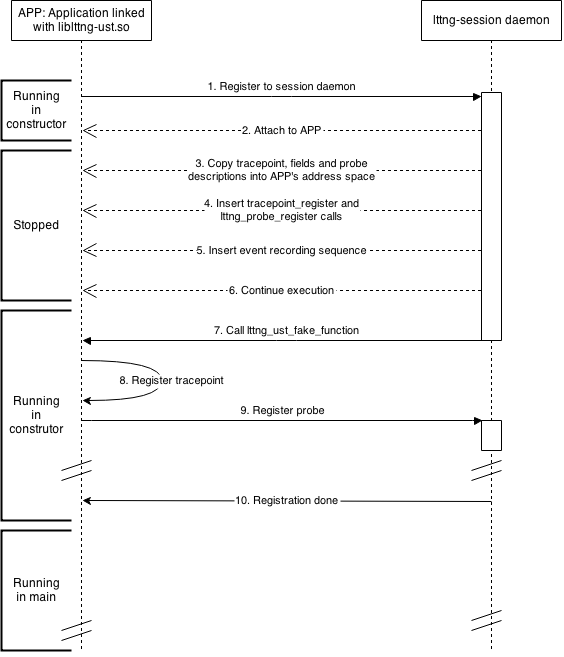 APP: Application linked
with liblttng-ust.so
lttng-session daemon
Running
in
constructor
1. Register to session daemon
2. Attach to APP
Stopped
3. Copy tracepoint, fields and probe
descriptions into APP's address space
4. Insert tracepoint_register and
lttng_probe_register calls
5. Insert event recording sequence
6. Continue execution
Running
in
construtor
7. Call lttng_ust_fake_function
8. Register tracepoint
9. Register probe
10. Registration done
Running
in main